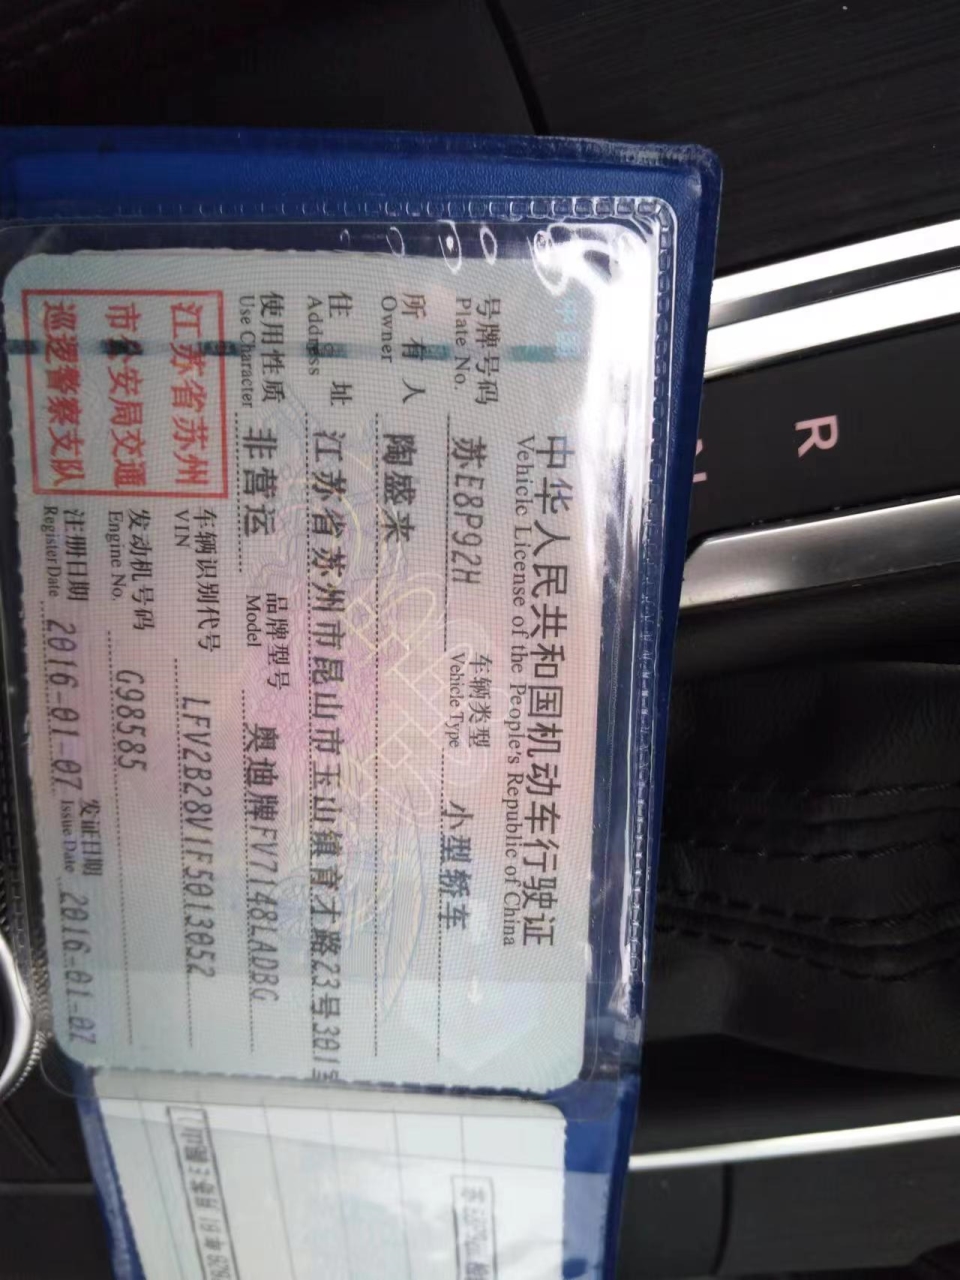 中华人民共和国机动车行驶证
Vehicle License of the People's Republic of China
号牌号码 苏E8P92H 车辆类型 小型轿车
Plate No. Vehicle Type
所有人 陶盛来
Owner
住址 江苏省苏州市昆山市玉山镇育才路23号301室
Address
使用性质 非营运 品牌型号 奥迪牌FV7148LADBG
Use Character Model
江苏省苏州
市公安局交通
巡逻警察支队
车辆识别代号 LFV2B28V1F5013052
VIN
发动机号码 G98585
Engine No.
注册日期 2016-01-07 发证日期 2016-01-07
Register Date Issue Date
R